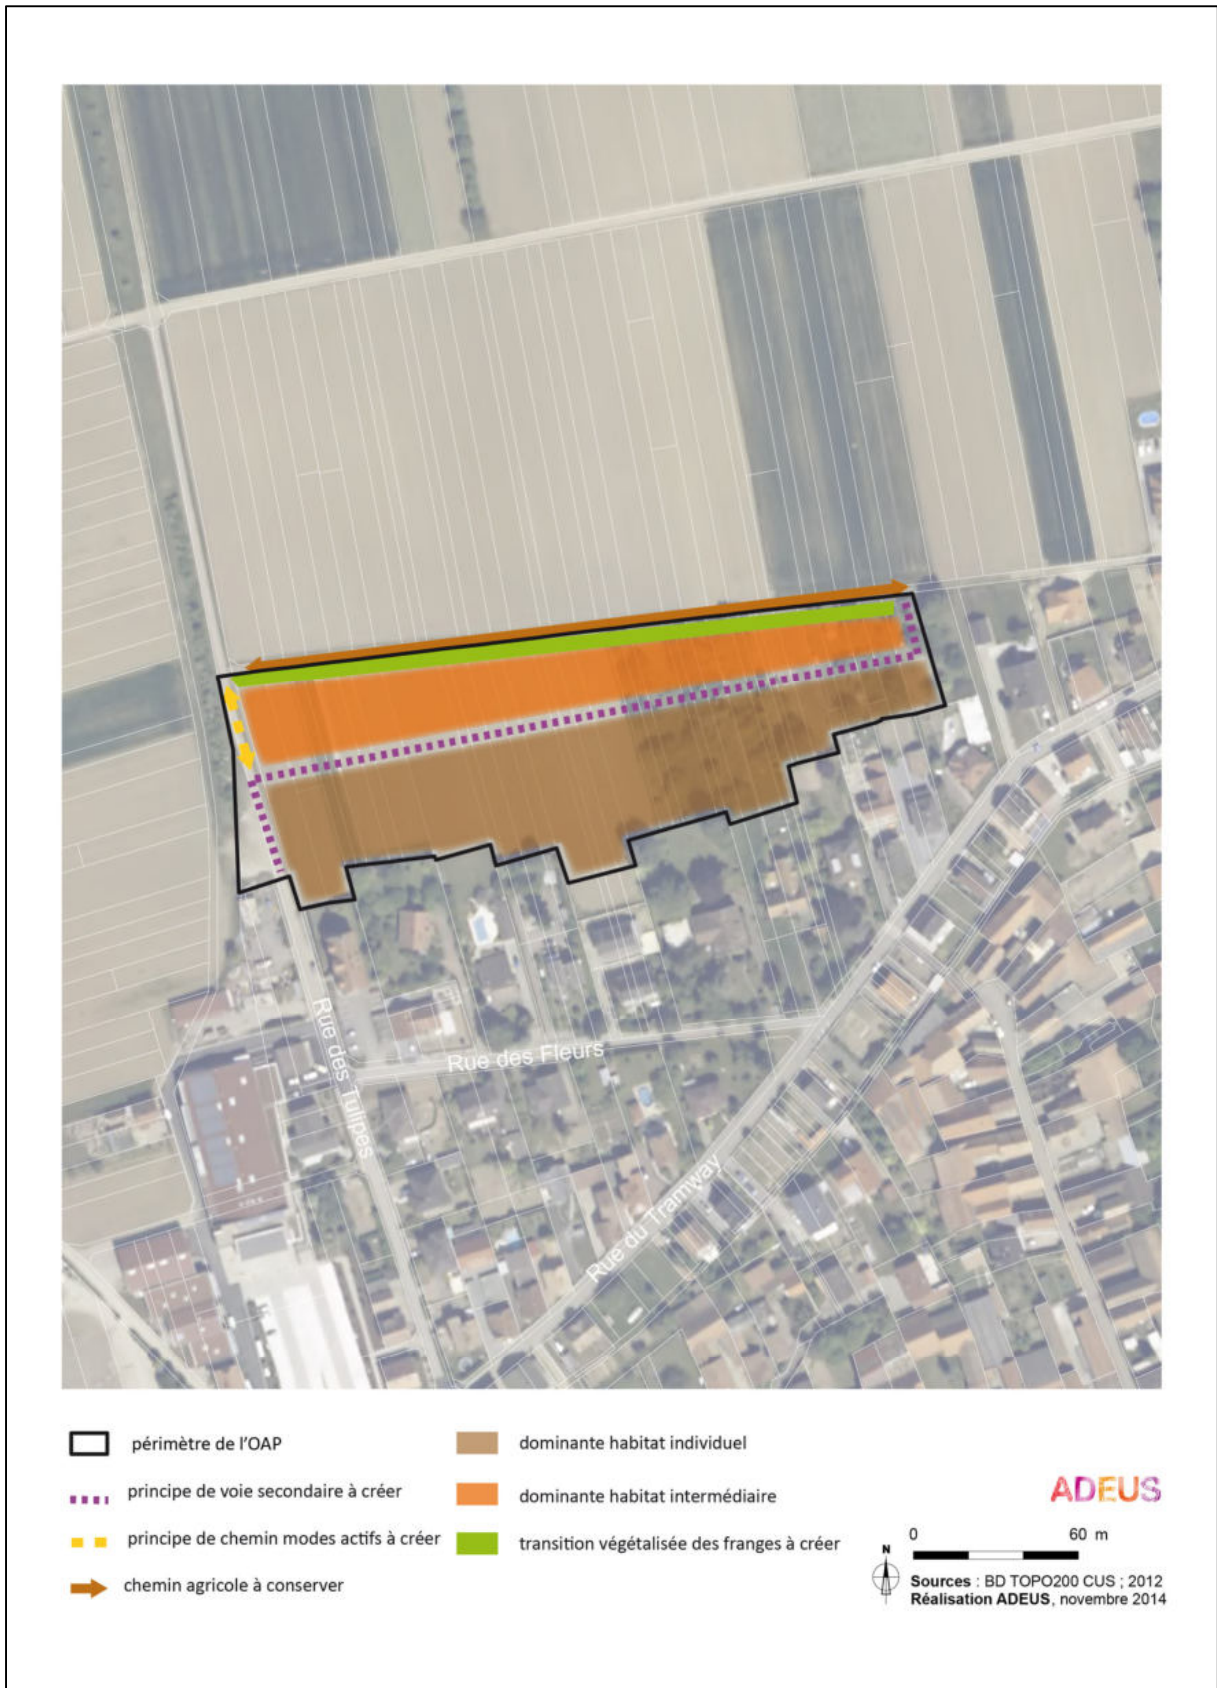 Rue des Tulipes
Rue des Fleurs
Rue du Tramway
périmètre de l'OAP
principe de voie secondaire à créer
principe de chemin modes actifs à créer
chemin agricole à conserver
dominante habitat individuel
dominante habitat intermédiaire
transition végétalisée des franges à créer
ADEUS
0 60 m
N
Sources : BD TOPO200 CUS ; 2012
Réalisation ADEUS, novembre 2014